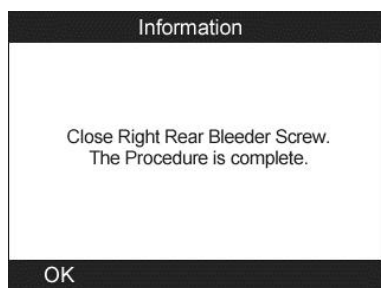 Information
Close Right Rear Bleeder Screw.
The Procedure is complete.
OK